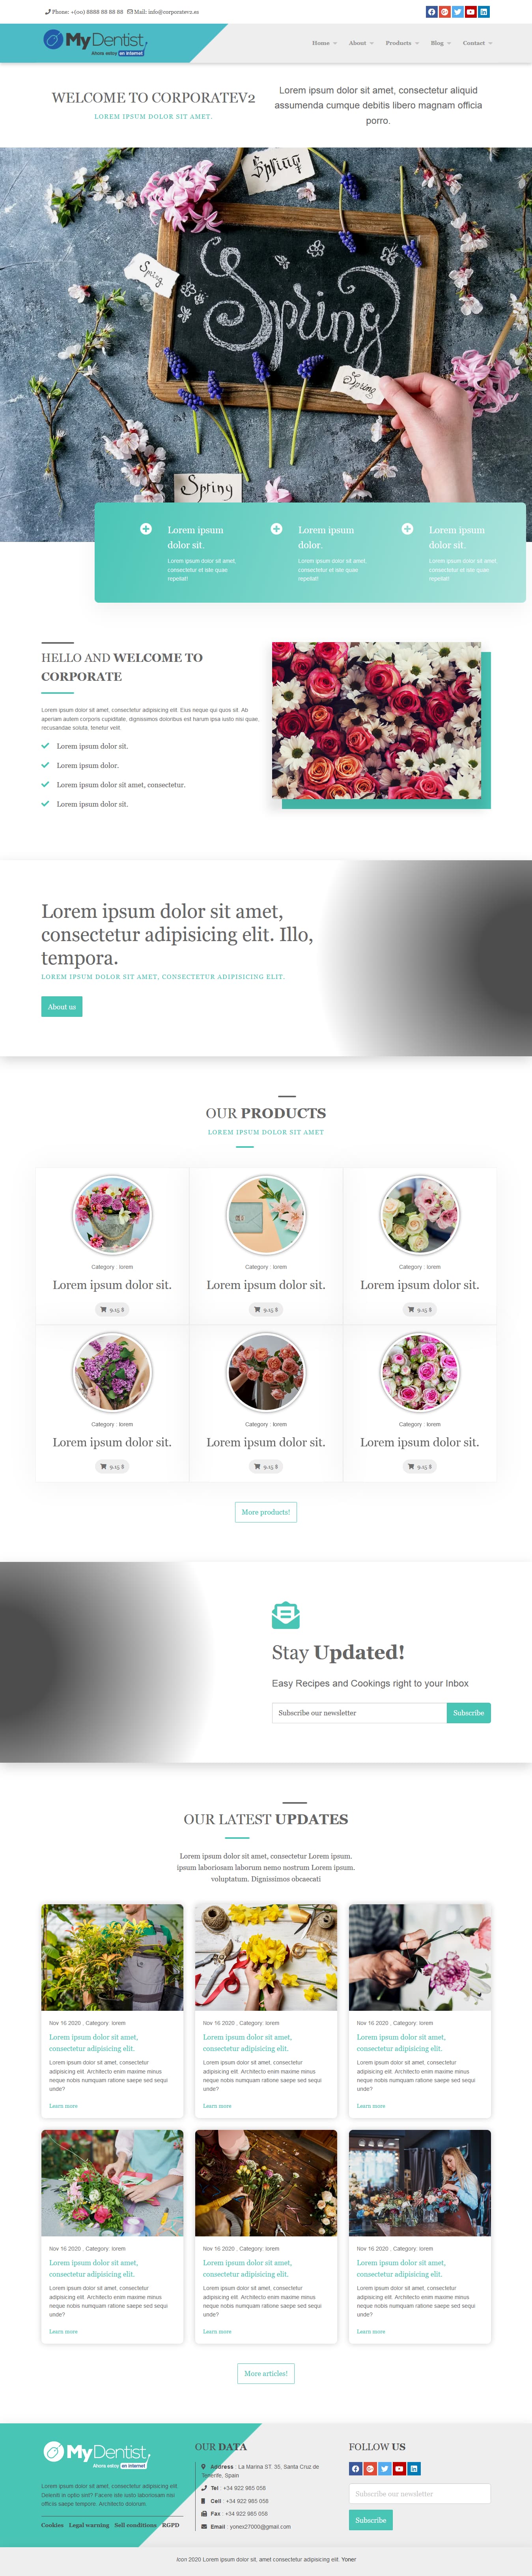 Phone: +(00) 8888 88 88 88 Mail: info@corporatev2.es
MyDentist,
Ahora estoy en internet
Home About Products Blog Contact
WELCOME TO CORPORATEV2
LOREM IPSUM DOLOR SIT AMET.
Lorem ipsum dolor sit amet, consectetur aliquid
assumenda cumque debitis libero magnam officia
porro.
Spring
Spring
Spring
Spring
Spring
Lorem ipsum
dolor sit.
Lorem ipsum dolor sit amet,
consectetur et iste quae
repellat!
Lorem ipsum
dolor.
Lorem ipsum dolor sit amet,
consectetur et iste quae
repellat!
Lorem ipsum
dolor sit.
Lorem ipsum dolor sit amet,
consectetur et iste quae
repellat!
HELLO AND WELCOME TO
CORPORATE
Lorem ipsum dolor sit amet, consectetur adipisicing elit. Eius neque qui quos sit. Ab
aperiam autem corporis cupiditate, dignissimos doloribus est harum ipsa iusto nisi quae,
recusandae soluta, tenetur velit.
Lorem ipsum dolor sit.
Lorem ipsum dolor.
Lorem ipsum dolor sit amet, consectetur.
Lorem ipsum dolor sit.
Lorem ipsum dolor sit amet,
consectetur adipisicing elit. Illo,
tempora.
LOREM IPSUM DOLOR SIT AMET, CONSECTETUR ADIPISICING ELIT.
About us
OUR PRODUCTS
LOREM IPSUM DOLOR SIT AMET
Category : lorem
Lorem ipsum dolor sit.
9.15 $
Category : lorem
Lorem ipsum dolor sit.
9.15 $
Category : lorem
Lorem ipsum dolor sit.
9.15 $
Category : lorem
Lorem ipsum dolor sit.
9.15 $
Category : lorem
Lorem ipsum dolor sit.
9.15 $
Category : lorem
Lorem ipsum dolor sit.
9.15 $
More products!
Stay Updated!
Easy Recipes and Cookings right to your Inbox
Subscribe our newsletter Subscribe
OUR LATEST UPDATES
Lorem ipsum dolor sit amet, consectetur Lorem ipsum.
ipsum laboriosam laborum nemo nostrum Lorem ipsum.
voluptatum. Dignissimos obcaecati
Nov 16 2020 , Category: lorem
Lorem ipsum dolor sit amet,
consectetur adipisicing elit.
Lorem ipsum dolor sit amet, consectetur
adipisicing elit. Architecto enim maxime minus
neque nobis numquam ratione saepe sed sequi
unde?
Learn more
Nov 16 2020 , Category: lorem
Lorem ipsum dolor sit amet,
consectetur adipisicing elit.
Lorem ipsum dolor sit amet, consectetur
adipisicing elit. Architecto enim maxime minus
neque nobis numquam ratione saepe sed sequi
unde?
Learn more
Nov 16 2020 , Category: lorem
Lorem ipsum dolor sit amet,
consectetur adipisicing elit.
Lorem ipsum dolor sit amet, consectetur
adipisicing elit. Architecto enim maxime minus
neque nobis numquam ratione saepe sed sequi
unde?
Learn more
Nov 16 2020 , Category: lorem
Lorem ipsum dolor sit amet,
consectetur adipisicing elit.
Lorem ipsum dolor sit amet, consectetur
adipisicing elit. Architecto enim maxime minus
neque nobis numquam ratione saepe sed sequi
unde?
Learn more
Nov 16 2020 , Category: lorem
Lorem ipsum dolor sit amet,
consectetur adipisicing elit.
Lorem ipsum dolor sit amet, consectetur
adipisicing elit. Architecto enim maxime minus
neque nobis numquam ratione saepe sed sequi
unde?
Learn more
Nov 16 2020 , Category: lorem
Lorem ipsum dolor sit amet,
consectetur adipisicing elit.
Lorem ipsum dolor sit amet, consectetur
adipisicing elit. Architecto enim maxime minus
neque nobis numquam ratione saepe sed sequi
unde?
Learn more
More articles!
MyDentist,
Ahora estoy en internet
Lorem ipsum dolor sit amet, consectetur adipisicing elit.
Deleniti in optio sint? Facere iste iusto laboriosam nisi
officiis saepe tempore. Architecto dolorum
Cookies Legal warning Sell conditions RGPD
OUR DATA
Address : La Marina ST. 35, Santa Cruz de
Tenerife, Spain
Tel : +34 922 985 058
Cell : +34 922 985 058
Fax : +34 922 985 058
Email : yonex27000@gmail.com
FOLLOW US
Subscribe our newsletter
Subscribe
Icon 2020 Lorem ipsum dolor sit, amet consectetur adipisicing elit. Yoner